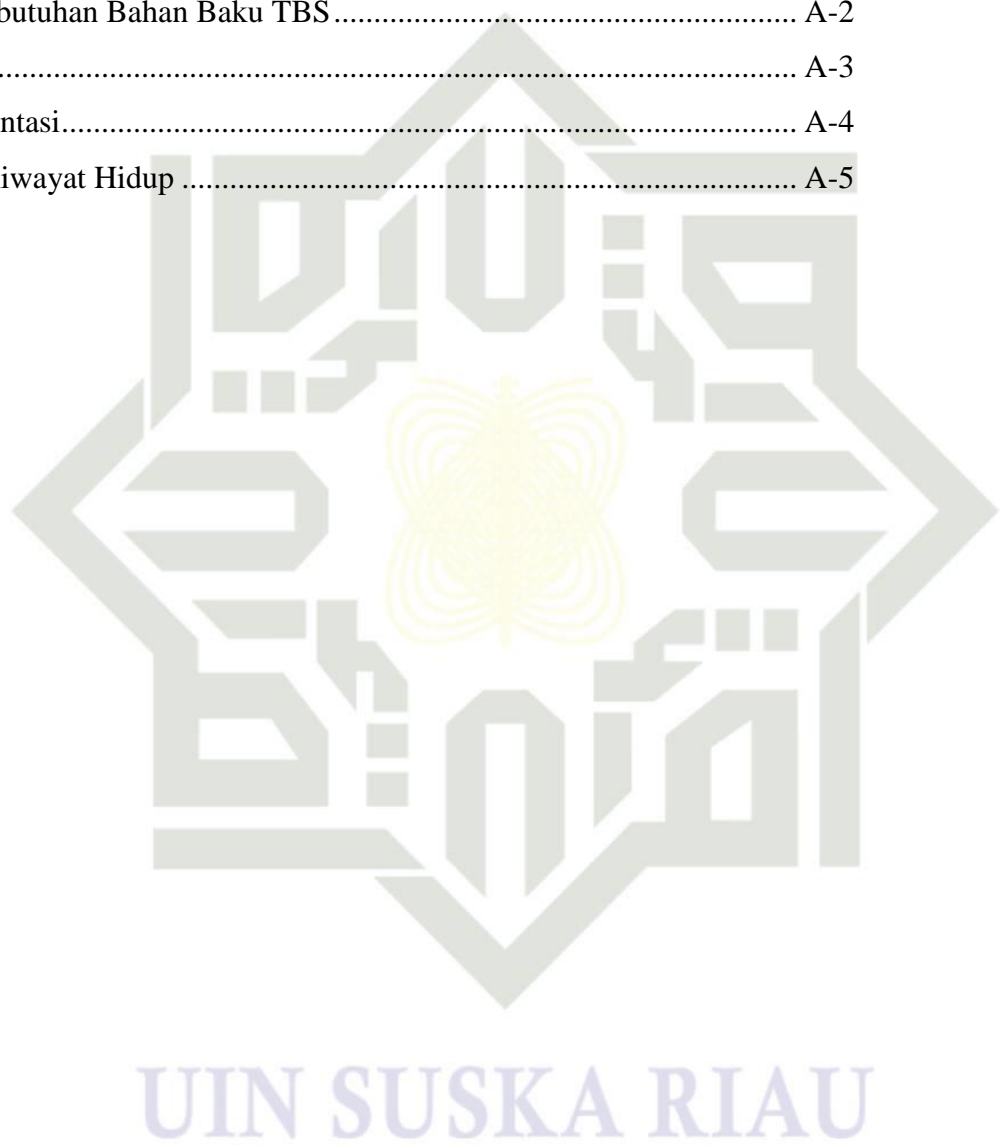 butuhan Bahan Baku TBS.......................................................... A-2
.................................................................................................... A-3
ntasi............................................................................................ A-4
iwayat Hidup ............................................................................. A-5
UIN SUSKA RIAU